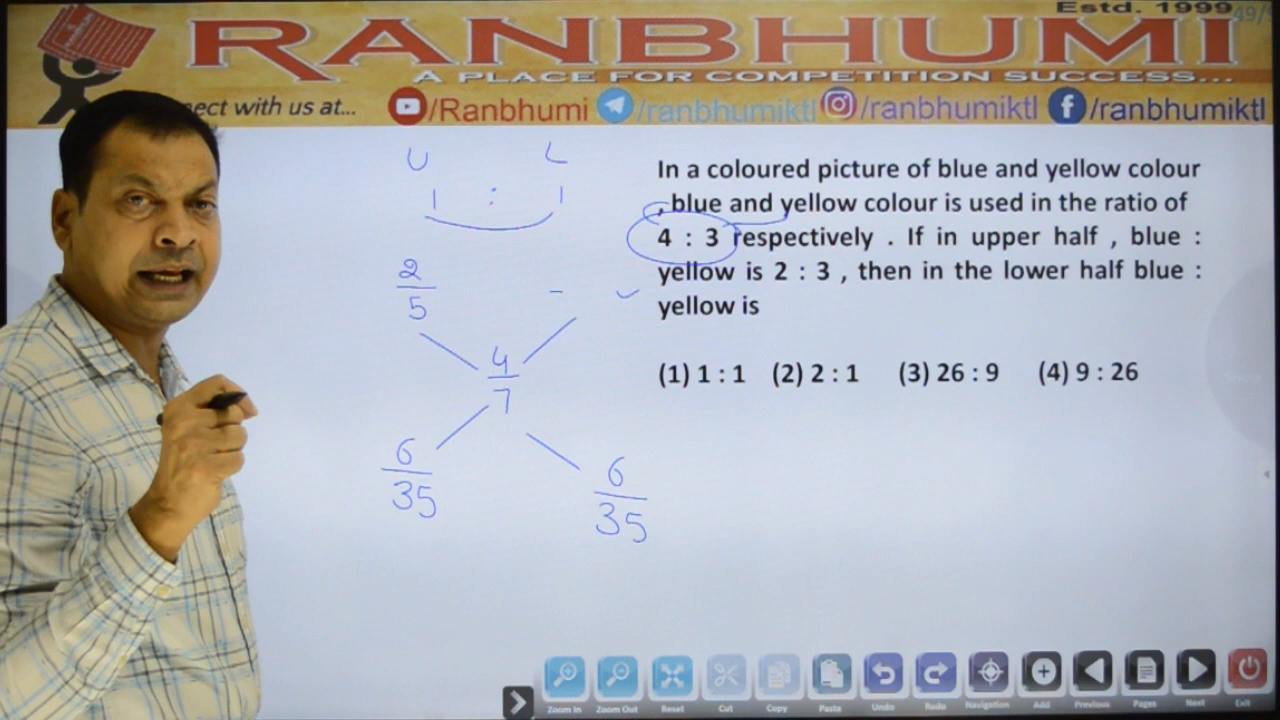 Estd. 1999
49/
RANBHUMI
A PLACE FOR COMPETITION SUCCESS...
nect with us at... /Ranbhumi /ranbhumiktl /ranbhumiktl /ranbhumiktl
U L
1 : 1
2/5 -
4/7
6/35 6/35
In a coloured picture of blue and yellow colour
, blue and yellow colour is used in the ratio of
4 : 3 respectively . If in upper half , blue :
yellow is 2 : 3 , then in the lower half blue :
yellow is
(1) 1 : 1 (2) 2 : 1 (3) 26 : 9 (4) 9 : 26
Zoom In Zoom Out Reset Cut Copy Paste Undo Redo Navigation Add Previous Pages Next Exit